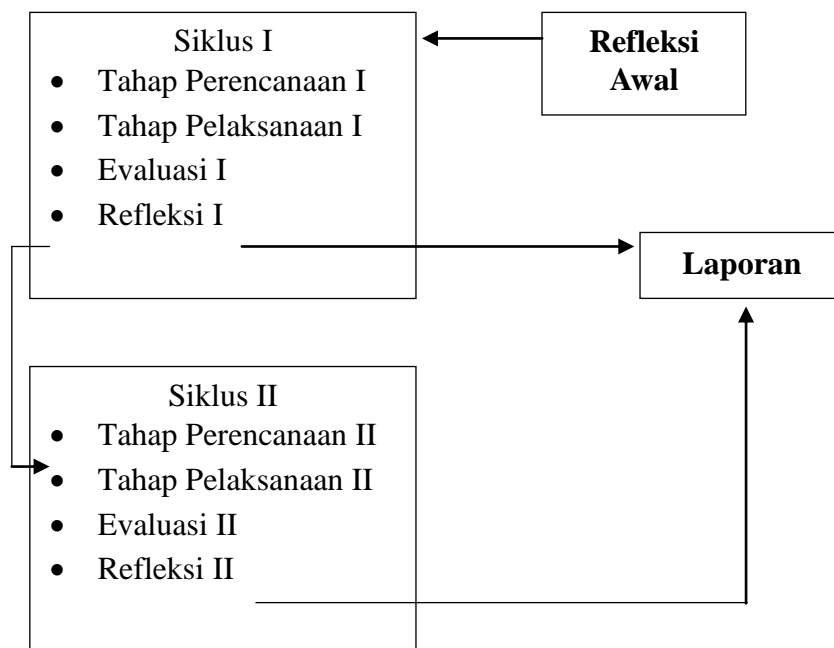 Siklus I
• Tahap Perencanaan I
• Tahap Pelaksanaan I
• Evaluasi I
• Refleksi I
Refleksi
Awal
Laporan
Siklus II
• Tahap Perencanaan II
• Tahap Pelaksanaan II
• Evaluasi II
• Refleksi II